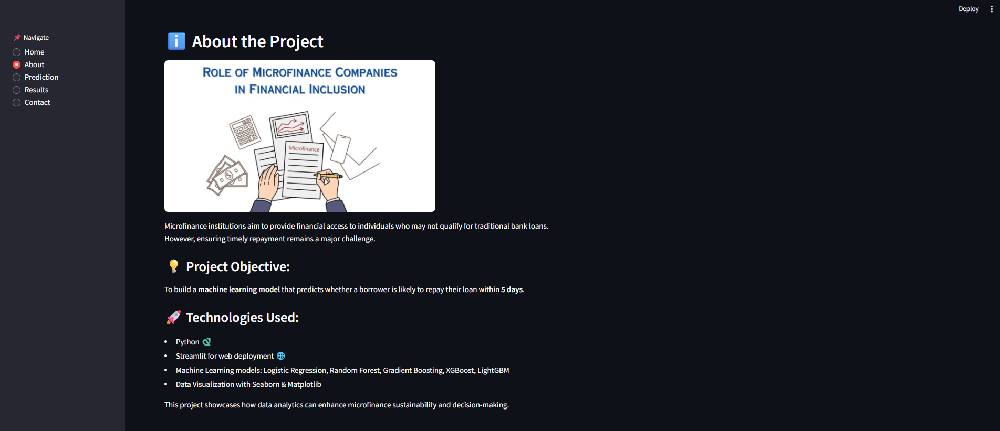 Deploy
Navigate
Home
About
Prediction
Results
Contact
About the Project
ROLE OF MICROFINANCE COMPANIES
IN FINANCIAL INCLUSION
Microfinance
Microfinance institutions aim to provide financial access to individuals who may not qualify for traditional bank loans.
However, ensuring timely repayment remains a major challenge.
Project Objective:
To build a machine learning model that predicts whether a borrower is likely to repay their loan within 5 days.
Technologies Used:
Python
Streamlit for web deployment
Machine Learning models: Logistic Regression, Random Forest, Gradient Boosting, XGBoost, LightGBM
Data Visualization with Seaborn & Matplotlib
This project showcases how data analytics can enhance microfinance sustainability and decision-making.